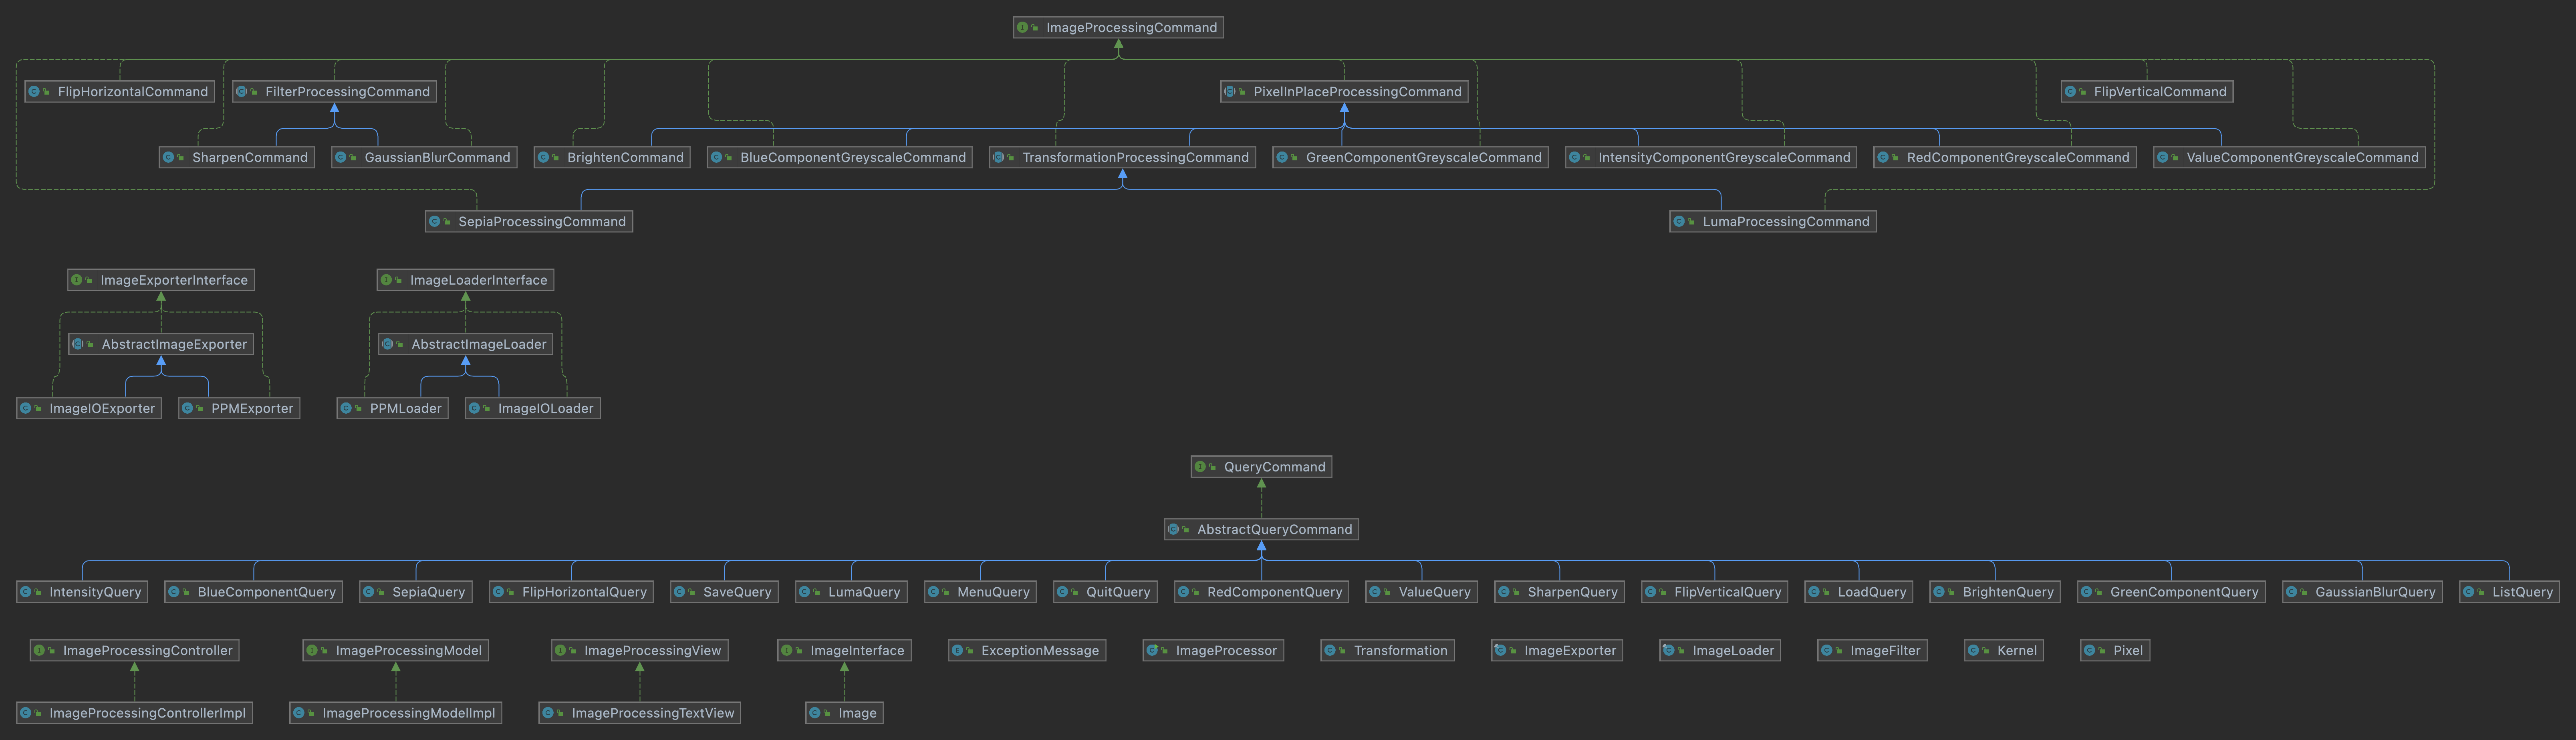 ImageProcessingCommand
FlipHorizontalCommand
FilterProcessingCommand
PixelInPlaceProcessingCommand
FlipVerticalCommand
SharpenCommand
GaussianBlurCommand
BrightenCommand
BlueComponentGreyscaleCommand
TransformationProcessingCommand
GreenComponentGreyscaleCommand
IntensityComponentGreyscaleCommand
RedComponentGreyscaleCommand
ValueComponentGreyscaleCommand
SepiaProcessingCommand
LumaProcessingCommand
ImageExporterInterface
ImageLoaderInterface
AbstractImageExporter
AbstractImageLoader
ImageIOExporter
PPMExporter
PPMLoader
ImageIOLoader
QueryCommand
AbstractQueryCommand
IntensityQuery
BlueComponentQuery
SepiaQuery
FlipHorizontalQuery
SaveQuery
LumaQuery
MenuQuery
QuitQuery
RedComponentQuery
ValueQuery
SharpenQuery
FlipVerticalQuery
LoadQuery
BrightenQuery
GreenComponentQuery
GaussianBlurQuery
ListQuery
ImageProcessingController
ImageProcessingModel
ImageProcessingView
ImageInterface
ExceptionMessage
ImageProcessor
Transformation
ImageExporter
ImageLoader
ImageFilter
Kernel
Pixel
ImageProcessingControllerImpl
ImageProcessingModelImpl
ImageProcessingTextView
Image